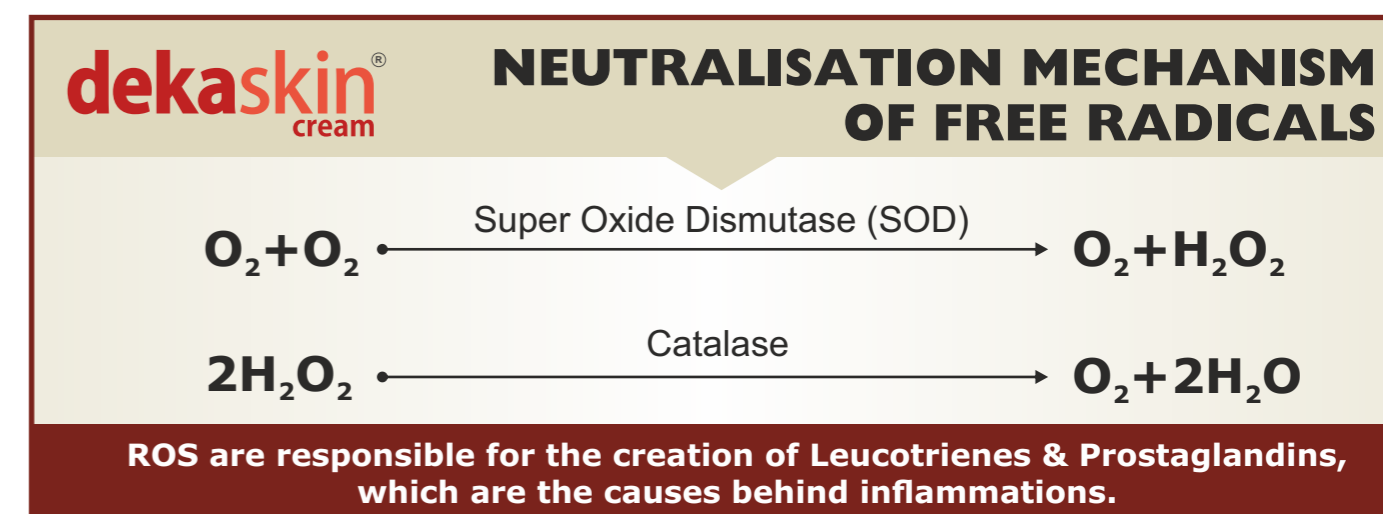 dekaskin®
cream
NEUTRALISATION MECHANISM
OF FREE RADICALS
Super Oxide Dismutase (SOD)
O₂+O₂ O₂+H₂O₂
Catalase
2H₂O₂ O₂+2H₂O
ROS are responsible for the creation of Leucotrienes & Prostaglandins,
which are the causes behind inflammations.